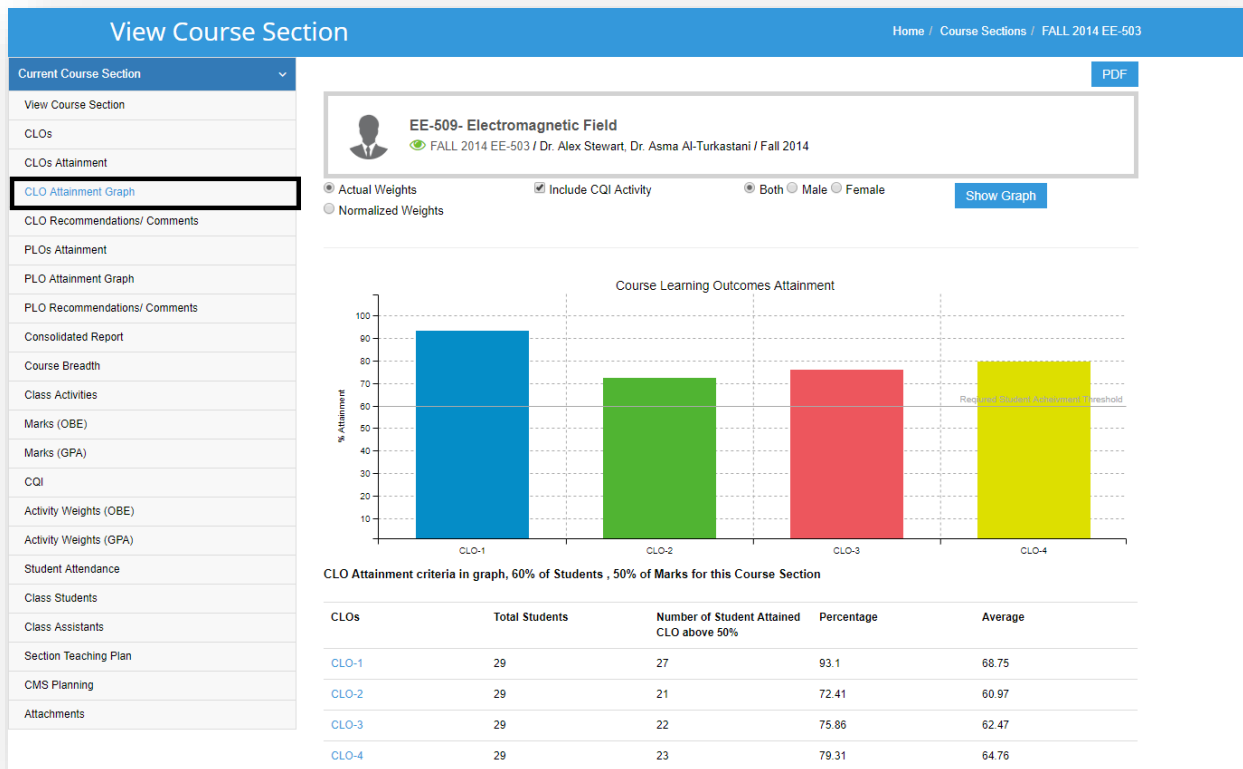 View Course Section
Home / Course Sections / FALL 2014 EE-503
Current Course Section
View Course Section
CLOs
CLOs Attainment
CLO Attainment Graph
CLO Recommendations/ Comments
PLOs Attainment
PLO Attainment Graph
PLO Recommendations/ Comments
Consolidated Report
Course Breadth
Class Activities
Marks (OBE)
Marks (GPA)
CQI
Activity Weights (OBE)
Activity Weights (GPA)
Student Attendance
Class Students
Class Assistants
Section Teaching Plan
CMS Planning
Attachments
PDF
EE-509- Electromagnetic Field
FALL 2014 EE-503 / Dr. Alex Stewart, Dr. Asma Al-Turkastani / Fall 2014
Actual Weights Include CQI Activity Both Male Female Show Graph
Normalized Weights
Course Learning Outcomes Attainment
% Attainment
100
90
80
70
60
50
40
30
20
10
Reqiured Student Acheivment Threshold
CLO-1 CLO-2 CLO-3 CLO-4
CLO Attainment criteria in graph, 60% of Students , 50% of Marks for this Course Section
CLOs Total Students Number of Student Attained Percentage Average
CLO above 50%
CLO-1 29 27 93.1 68.75
CLO-2 29 21 72.41 60.97
CLO-3 29 22 75.86 62.47
CLO-4 29 23 79.31 64.76